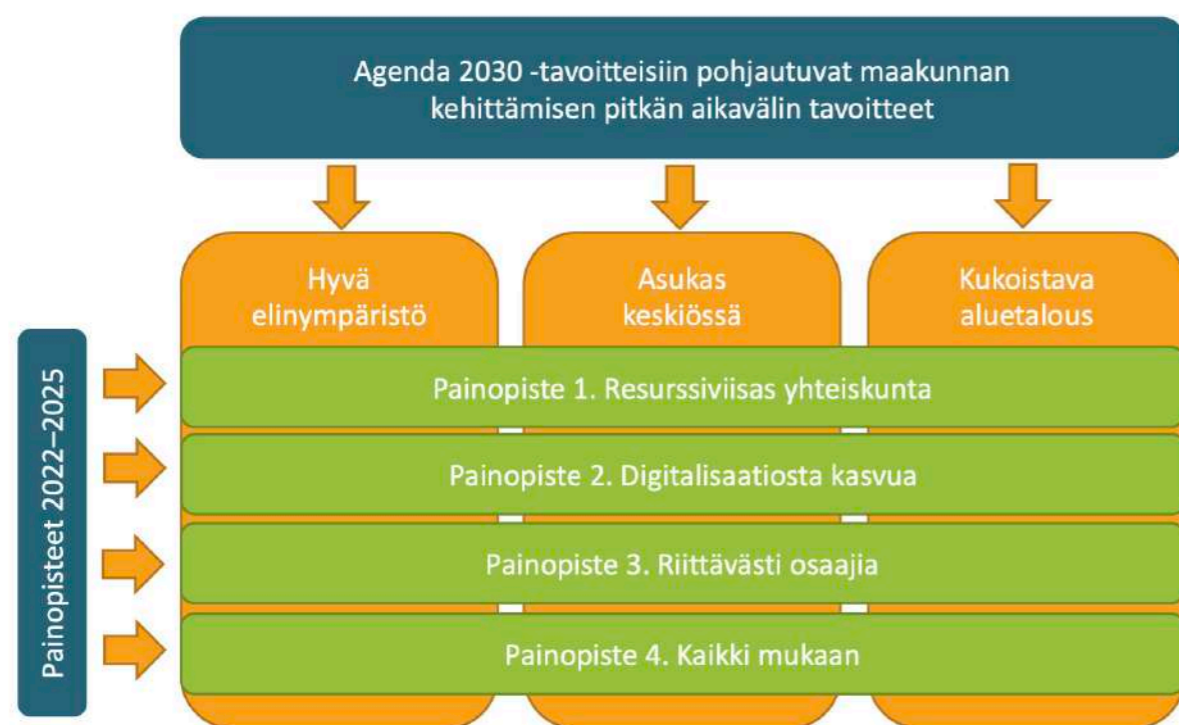 Agenda 2030 -tavoitteisiin pohjautuvat maakunnan
kehittämisen pitkän aikavälin tavoitteet
Hyvä
elinympäristö
Asukas
keskiössä
Kukoistava
aluetalous
Painopisteet 2022–2025
Painopiste 1. Resurssiviisas yhteiskunta
Painopiste 2. Digitalisaatiosta kasvua
Painopiste 3. Riittävästi osaajia
Painopiste 4. Kaikki mukaan